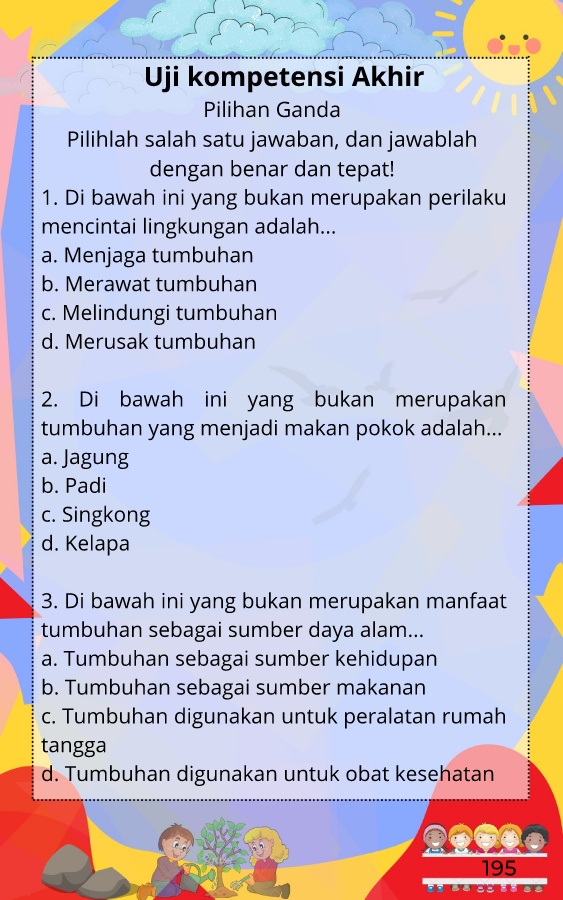 Uji kompetensi Akhir
Pilihan Ganda
Pilihlah salah satu jawaban, dan jawablah
dengan benar dan tepat!
1. Di bawah ini yang bukan merupakan perilaku
mencintai lingkungan adalah...
a. Menjaga tumbuhan
b. Merawat tumbuhan
c. Melindungi tumbuhan
d. Merusak tumbuhan
2. Di bawah ini yang bukan merupakan
tumbuhan yang menjadi makan pokok adalah...
a. Jagung
b. Padi
c. Singkong
d. Kelapa
3. Di bawah ini yang bukan merupakan manfaat
tumbuhan sebagai sumber daya alam...
a. Tumbuhan sebagai sumber kehidupan
b. Tumbuhan sebagai sumber makanan
c. Tumbuhan digunakan untuk peralatan rumah
tangga
d. Tumbuhan digunakan untuk obat kesehatan
195